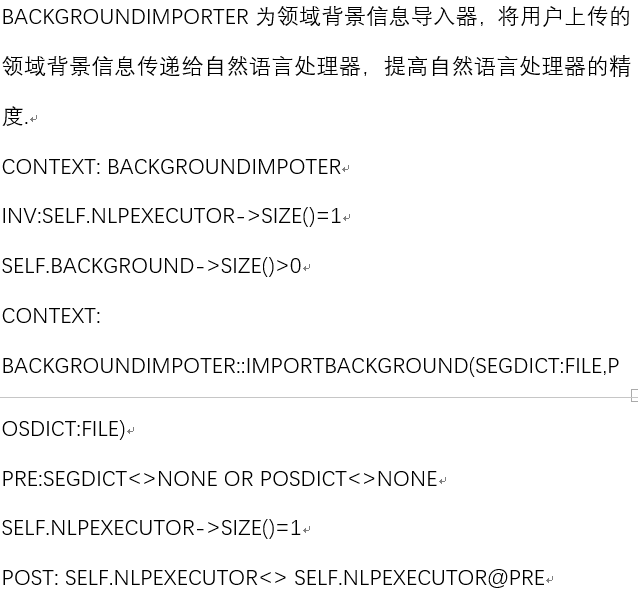 BACKGROUNDIMPORTER 为领域背景信息导入器，将用户上传的
领域背景信息传递给自然语言处理器，提高自然语言处理器的精
度.
CONTEXT: BACKGROUNDIMPOTER
INV:SELF.NLPEXECUTOR->SIZE()=1
SELF.BACKGROUND->SIZE()>0
CONTEXT:
BACKGROUNDIMPOTER::IMPORTBACKGROUND(SEGDICT:FILE,P
OSDICT:FILE)
PRE:SEGDICT<>NONE OR POSDICT<>NONE
SELF.NLPEXECUTOR->SIZE()=1
POST: SELF.NLPEXECUTOR<> SELF.NLPEXECUTOR@PRE